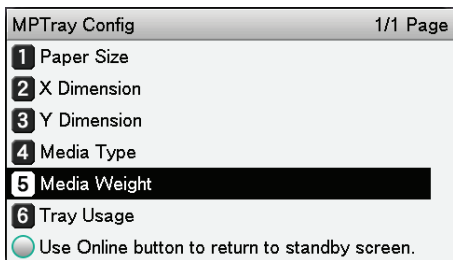 MPTray Config 1/1 Page
1 Paper Size
2 X Dimension
3 Y Dimension
4 Media Type
5 Media Weight
6 Tray Usage
Use Online button to return to standby screen.